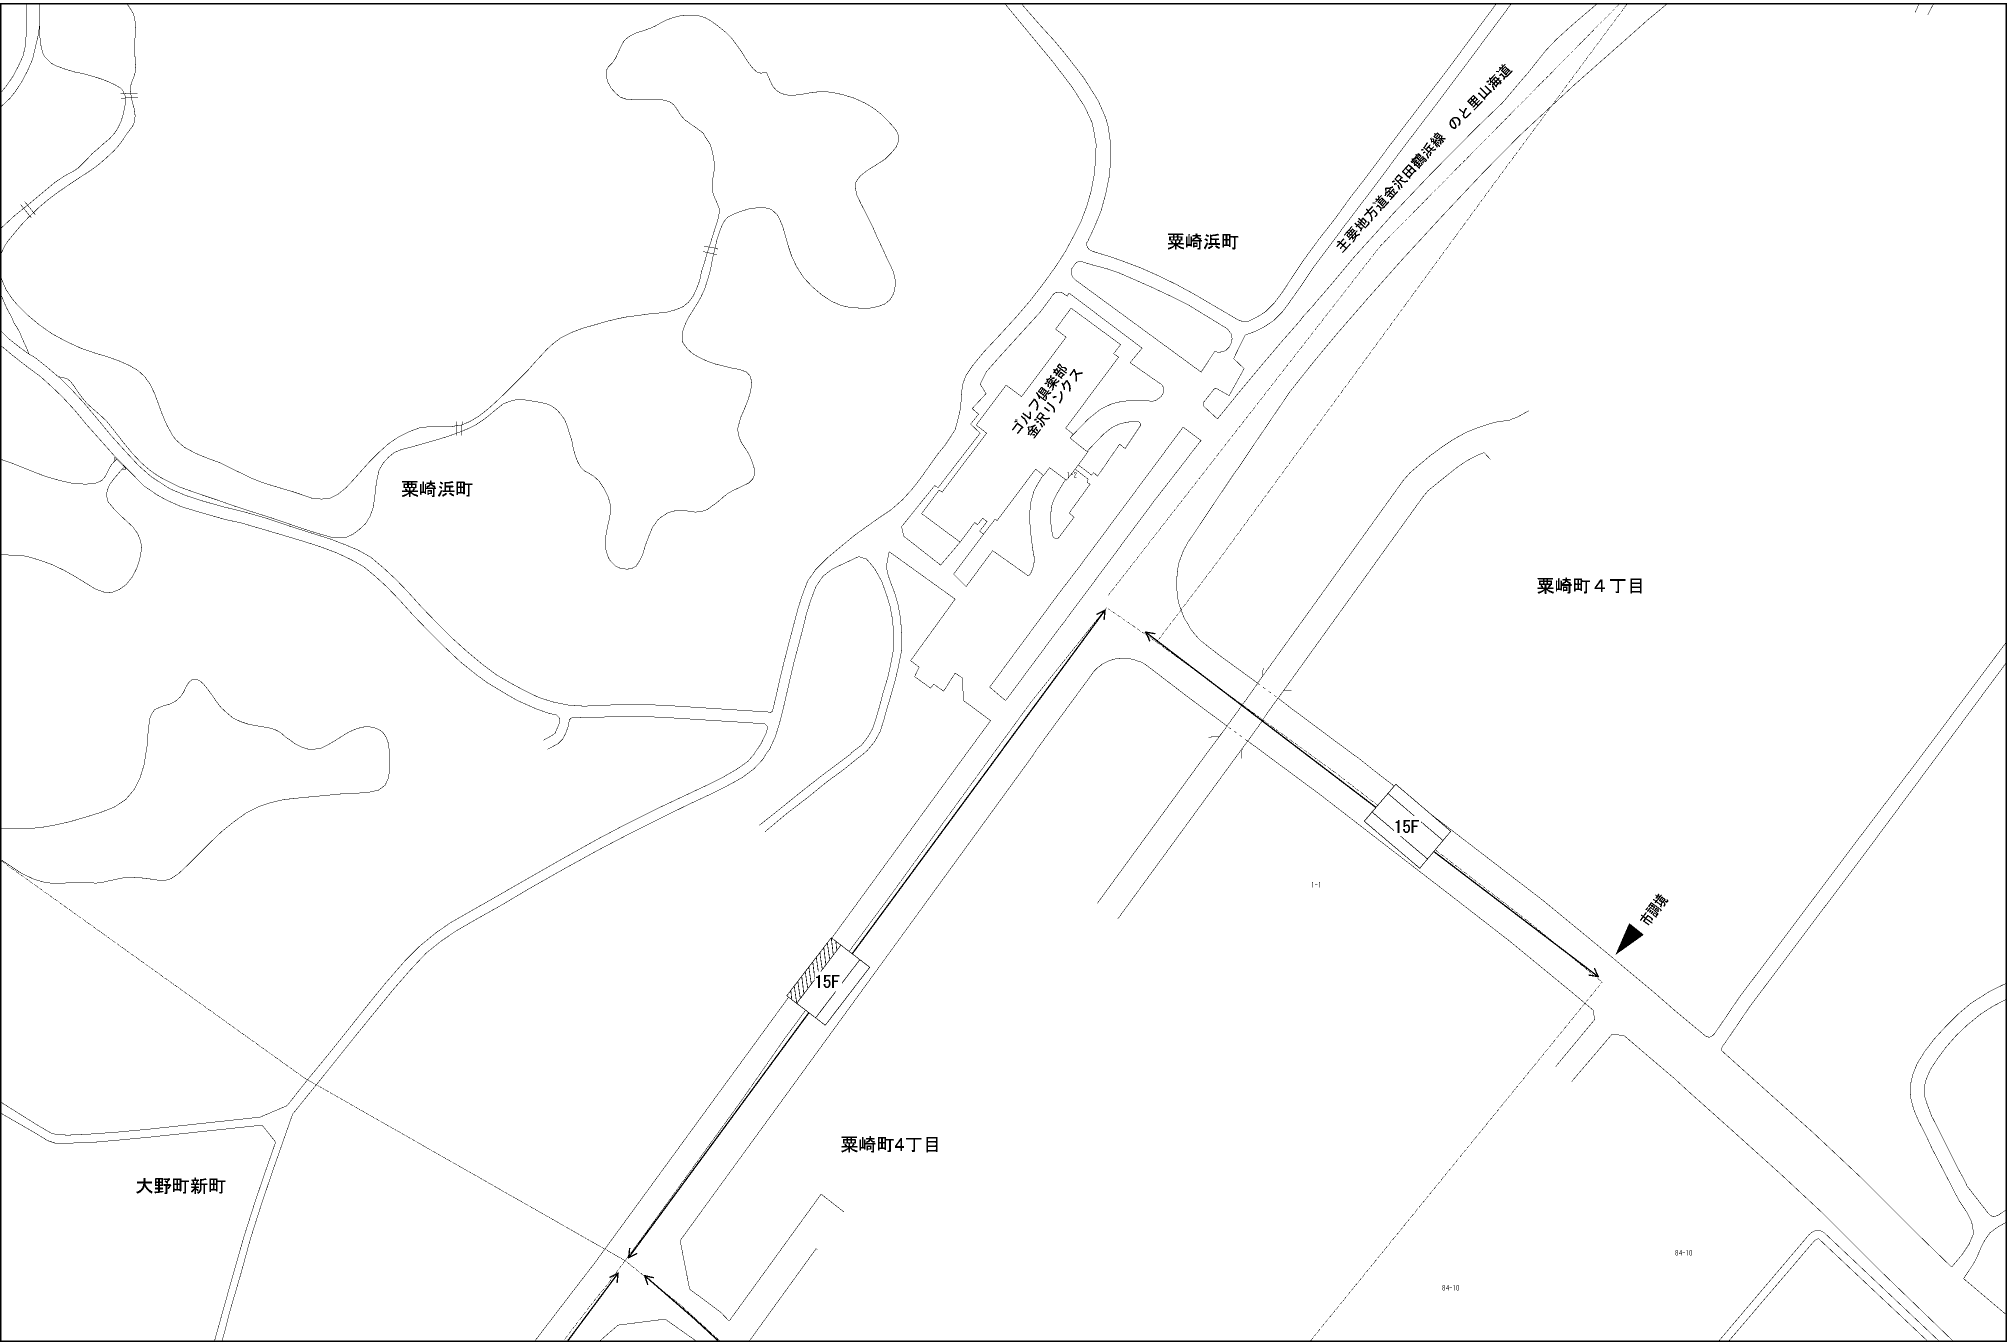 主要地方道金沢田鶴浜線 のと里山海道
粟崎浜町
ゴルフ倶楽部
金沢リンクス
1-2
粟崎浜町
粟崎町４丁目
15F
1-1
市調境
15F
粟崎町4丁目
大野町新町
84-10
84-10